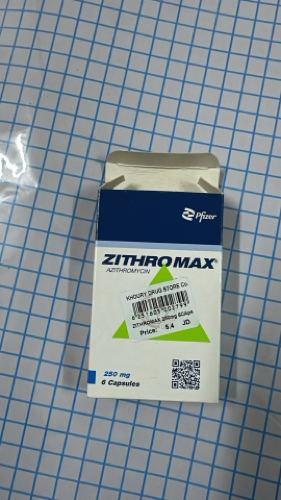 Pfizer
ZITHROMAX®
AZITHROMYCIN
KHOURY DRUG STORE Co.
ZITHROMAX 250mg 6Caps
Price: 5.4 JD
250 mg
6 Capsules